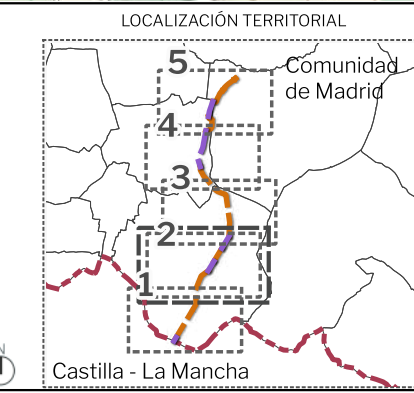 LOCALIZACIÓN TERRITORIAL
5
Comunidad
de Madrid
4
3
2
1
N
Castilla - La Mancha